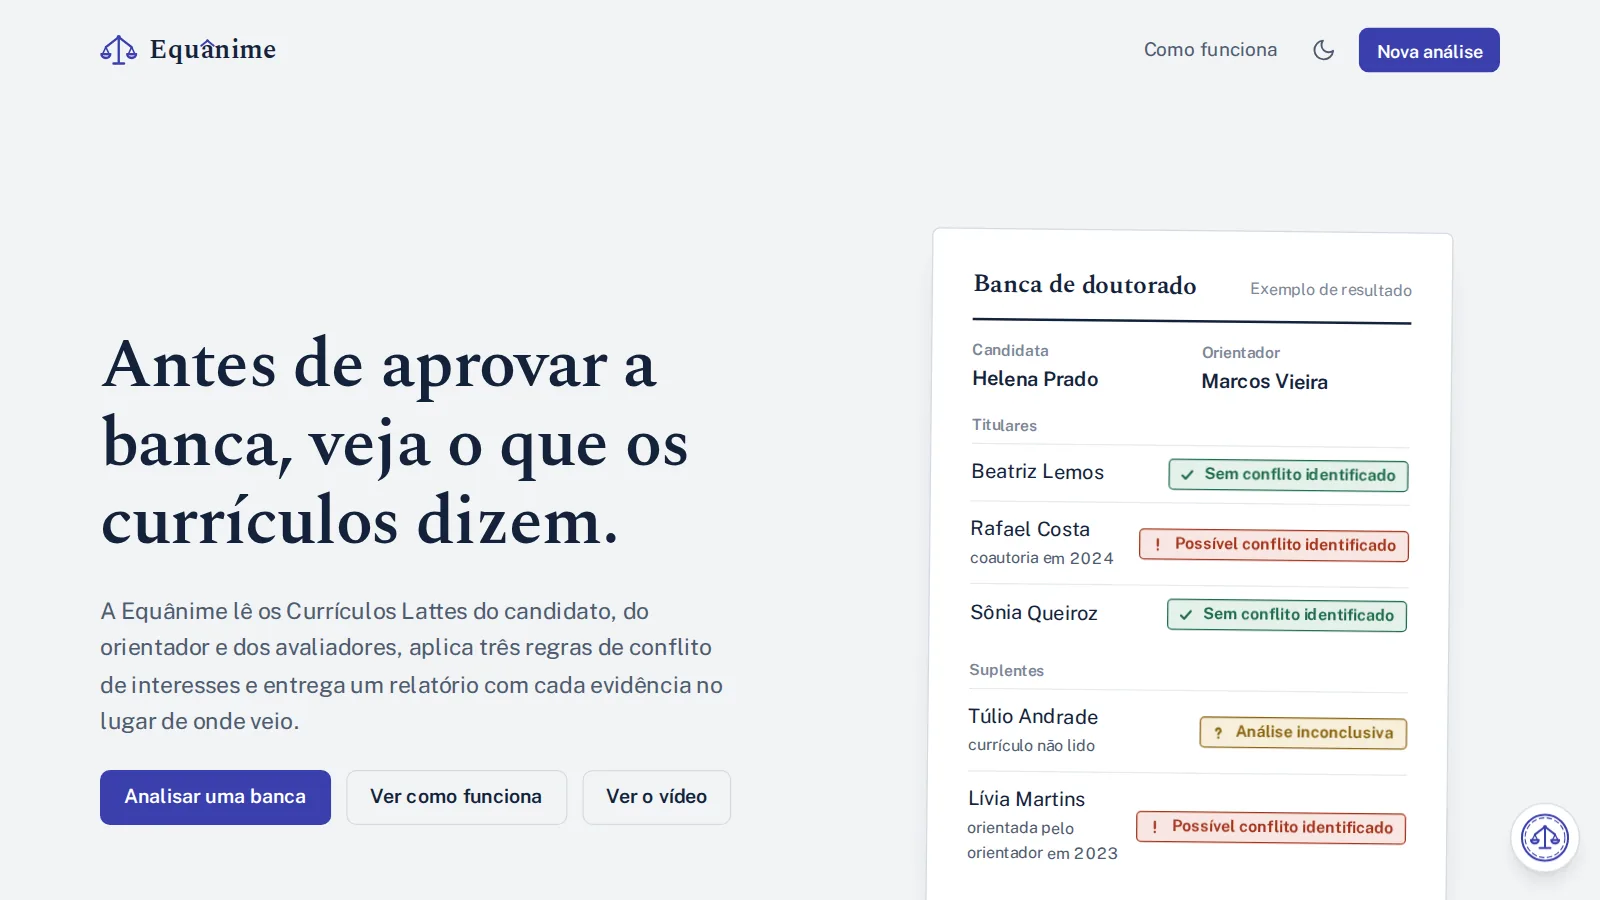 Equânime
Como funciona
Nova análise
Antes de aprovar a
banca, veja o que os
currículos dizem.
A Equânime lê os Currículos Lattes do candidato, do
orientador e dos avaliadores, aplica três regras de conflito
de interesses e entrega um relatório com cada evidência no
lugar de onde veio.
Analisar uma banca
Ver como funciona
Ver o vídeo
Banca de doutorado
Exemplo de resultado
Candidata
Helena Prado
Orientador
Marcos Vieira
Titulares
Beatriz Lemos
Sem conflito identificado
Rafael Costa
coautoria em 2024
! Possível conflito identificado
Sônia Queiroz
Sem conflito identificado
Suplentes
Túlio Andrade
currículo não lido
? Análise inconclusiva
Lívia Martins
orientada pelo
orientador em 2023
! Possível conflito identificado